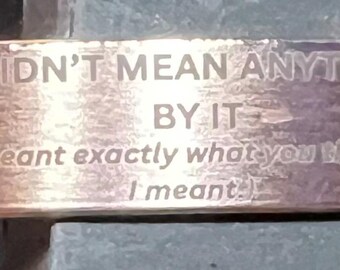 IDN'T MEAN ANYT
BY IT
eant exactly what you t
I meant.)